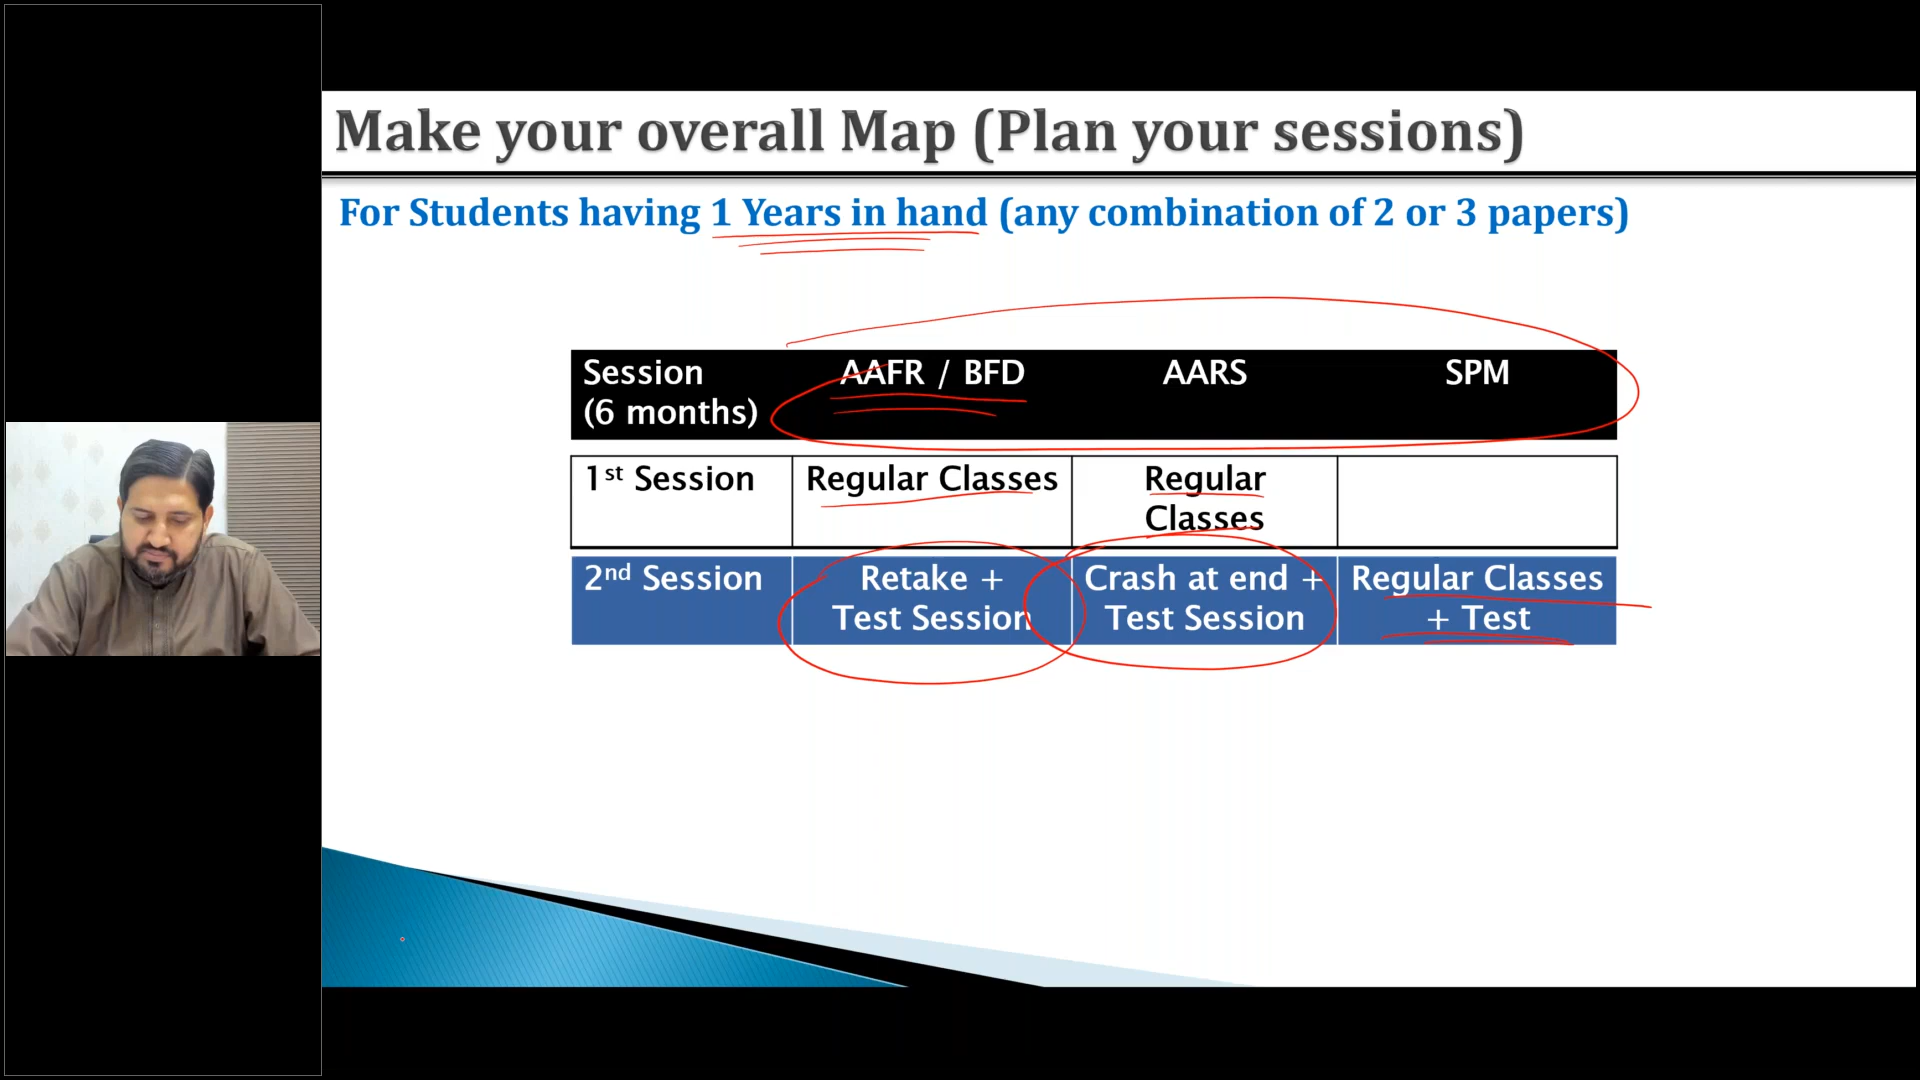 Make your overall Map (Plan your sessions)
For Students having 1 Years in hand (any combination of 2 or 3 papers)
Session (6 months) AAFR / BFD AARS SPM
1st Session Regular Classes Regular Classes
2nd Session Retake + Test Session Crash at end + Test Session Regular Classes + Test